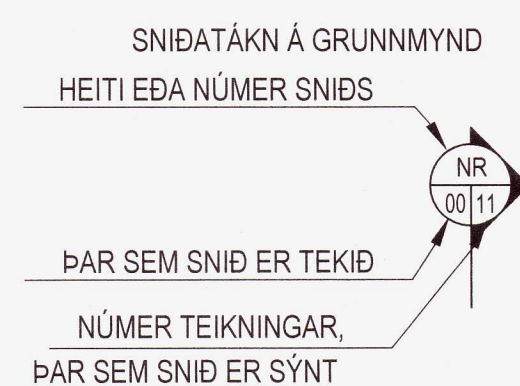 SNIÐATÁKN Á GRUNNMYND
HEITI EÐA NÚMER SNIÐS
NR
00 11
ÞAR SEM SNIÐ ER TEKIÐ
NÚMER TEIKNINGAR,
ÞAR SEM SNIÐ ER SÝNT